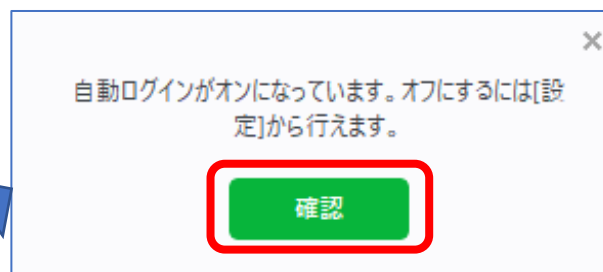 自動ログインがオンになっています。オフにするには[設
定]から行えます。
確認